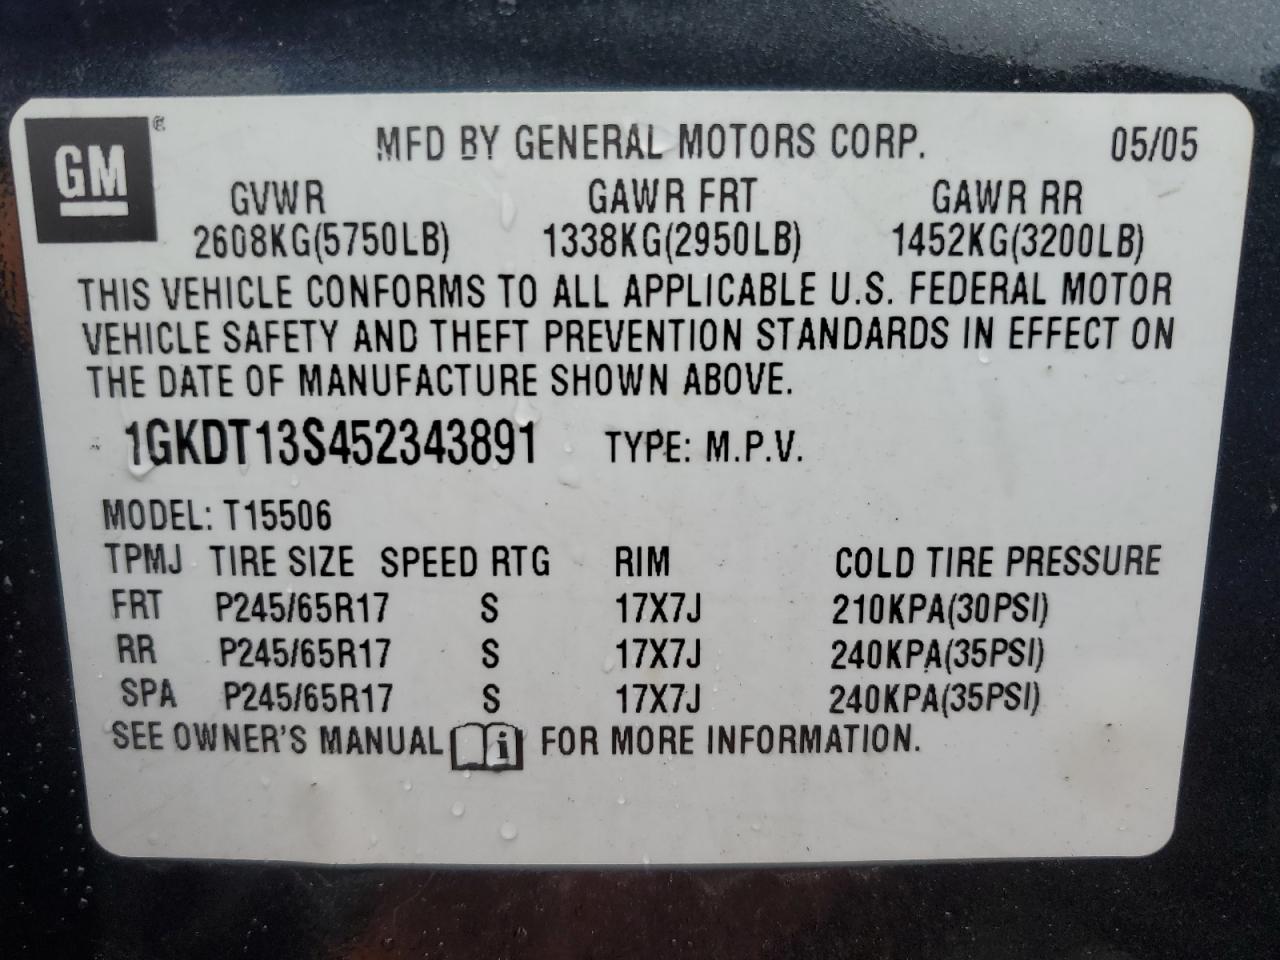 GM ®
MFD BY GENERAL MOTORS CORP. 05/05
GVWR GAWR FRT GAWR RR
2608KG(5750LB) 1338KG(2950LB) 1452KG(3200LB)
THIS VEHICLE CONFORMS TO ALL APPLICABLE U.S. FEDERAL MOTOR
VEHICLE SAFETY AND THEFT PREVENTION STANDARDS IN EFFECT ON
THE DATE OF MANUFACTURE SHOWN ABOVE.
1GKDT13S452343891 TYPE: M.P.V.
MODEL: T15506
TPMJ TIRE SIZE SPEED RTG RIM COLD TIRE PRESSURE
FRT P245/65R17 S 17X7J 210KPA(30PSI)
RR P245/65R17 S 17X7J 240KPA(35PSI)
SPA P245/65R17 S 17X7J 240KPA(35PSI)
SEE OWNER'S MANUAL i FOR MORE INFORMATION.